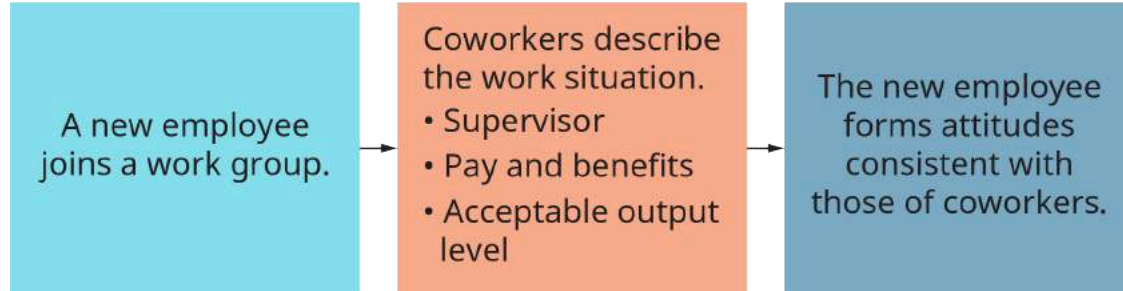 A new employee
joins a work group.
Coworkers describe
the work situation.
• Supervisor
• Pay and benefits
• Acceptable output
level
The new employee
forms attitudes
consistent with
those of coworkers.